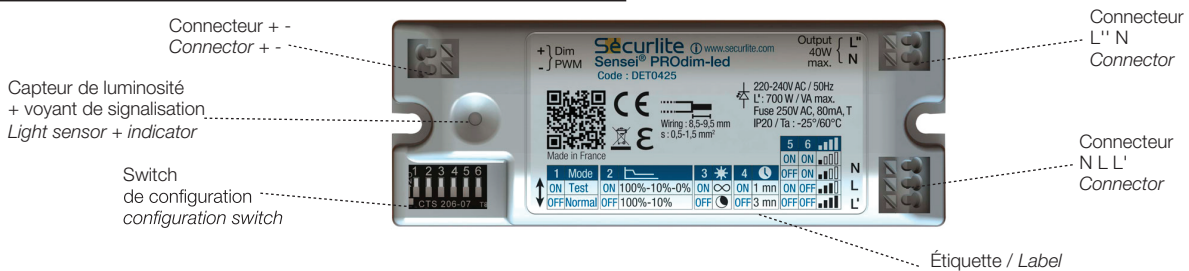 Connecteur + -
Connector + -
Capteur de luminosité
+ voyant de signalisation
Light sensor + indicator
Switch
de configuration
configuration switch
+ Dim
- PWM
Sécurlite www.securlite.com
Sensei® PROdim-led
Code : DET0425
Output
40W
max.
L''
N
220-240V AC / 50Hz
L' : 700 W / VA max.
Fuse 250V AC, 80mA, T
IP20 / Ta : -25°/60°C
CE
Wiring : 8,5-9,5 mm
s : 0,5-1,5 mm²
Made in France
1 Mode 2 3 4
ON Test ON 100%-10%-0% ON ∞ ON 1 mn
OFF Normal OFF 100%-10% OFF OFF 3 mn
5 6
ON ON
OFF ON
ON OFF
OFF OFF
N
L
L'
1 2 3 4 5 6
CTS 206-07
Connecteur
L'' N
Connector
Connecteur
N L L'
Connector
Étiquette / Label